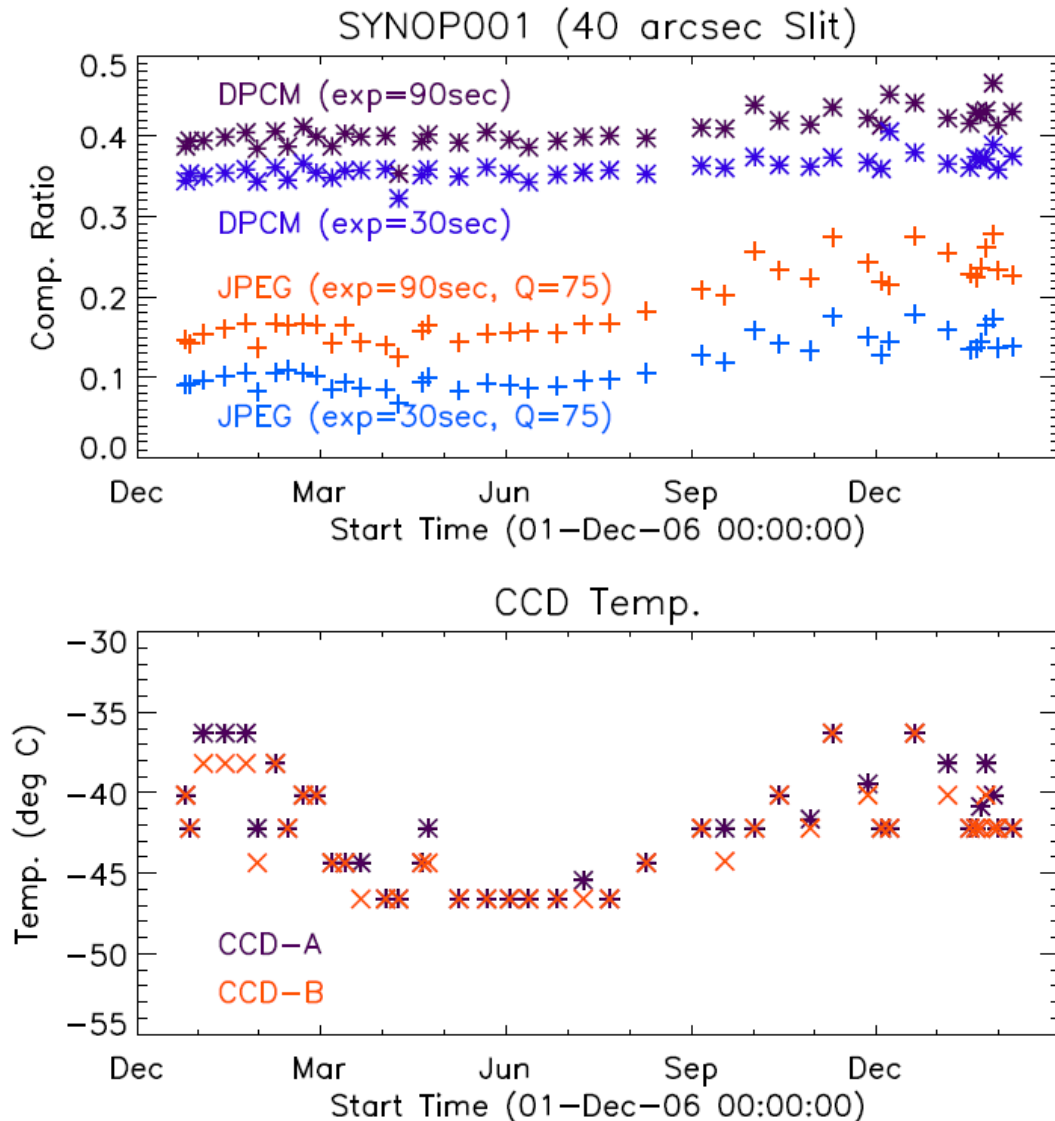 SYNOP001 (40 arcsec Slit)
0.5
DPCM (exp=90sec)
0.4
0.3
DPCM (exp=30sec)
Comp. Ratio
JPEG (exp=90sec, Q=75)
0.2
0.1
JPEG (exp=30sec, Q=75)
0.0
Dec Mar Jun Sep Dec
Start Time (01-Dec-06 00:00:00)
CCD Temp.
-30
-35
-40
Temp. (deg C)
-45
CCD-A
-50
CCD-B
-55
Dec Mar Jun Sep Dec
Start Time (01-Dec-06 00:00:00)